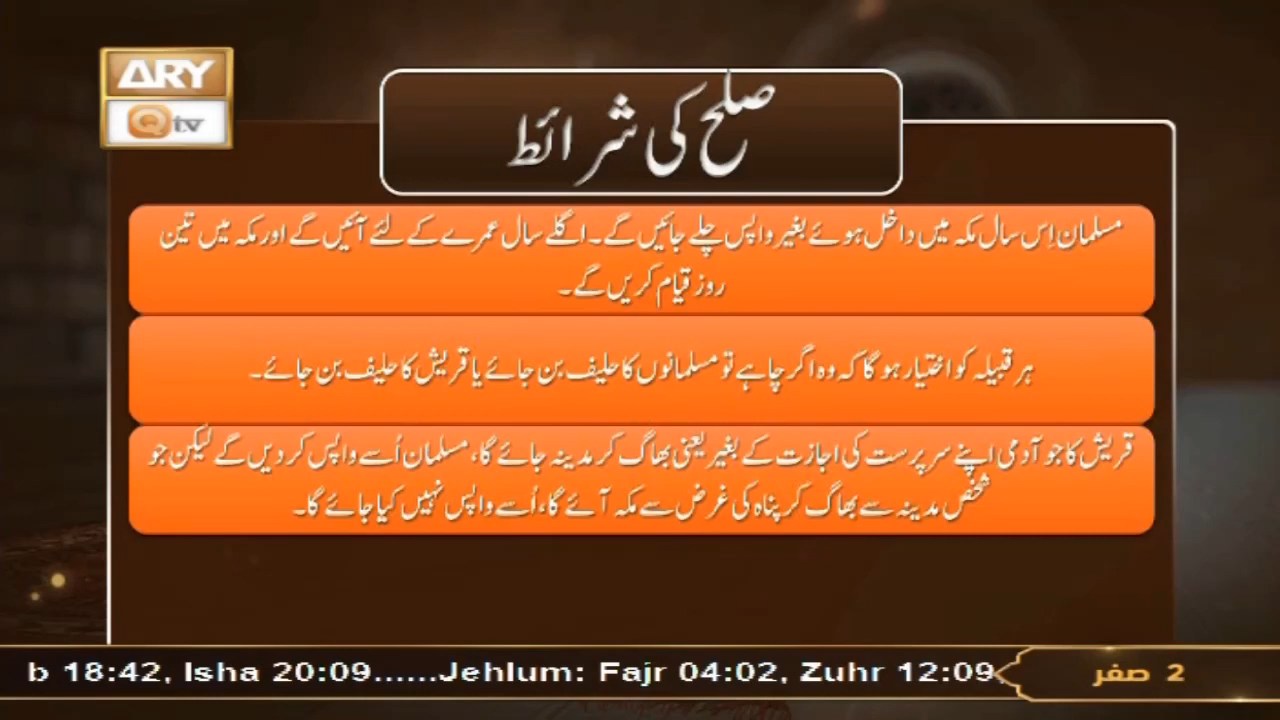 ARY
Qtv
صلح کی شرائط
مسلمان اِس سال مکہ میں داخل ہوئے بغیر واپس چلے جائیں گے۔ اگلے سال عمرے کے لئے آئیں گے اور مکہ میں تین
روز قیام کریں گے۔
ہر قبیلہ کو اختیار ہو گا کہ وہ اگر چاہے تو مسلمانوں کا حلیف بن جائے یا قریش کا حلیف بن جائے۔
قریش کا جو آدمی اپنے سرپرست کی اجازت کے بغیر یعنی بھاگ کر مدینہ جائے گا، مسلمان اُسے واپس کر دیں گے لیکن جو
شخص مدینہ سے بھاگ کر پناہ کی غرض سے مکہ آئے گا، اُسے واپس نہیں کیا جائے گا۔
b 18:42, Isha 20:09......Jehlum: Fajr 04:02, Zuhr 12:09,
2 صفر